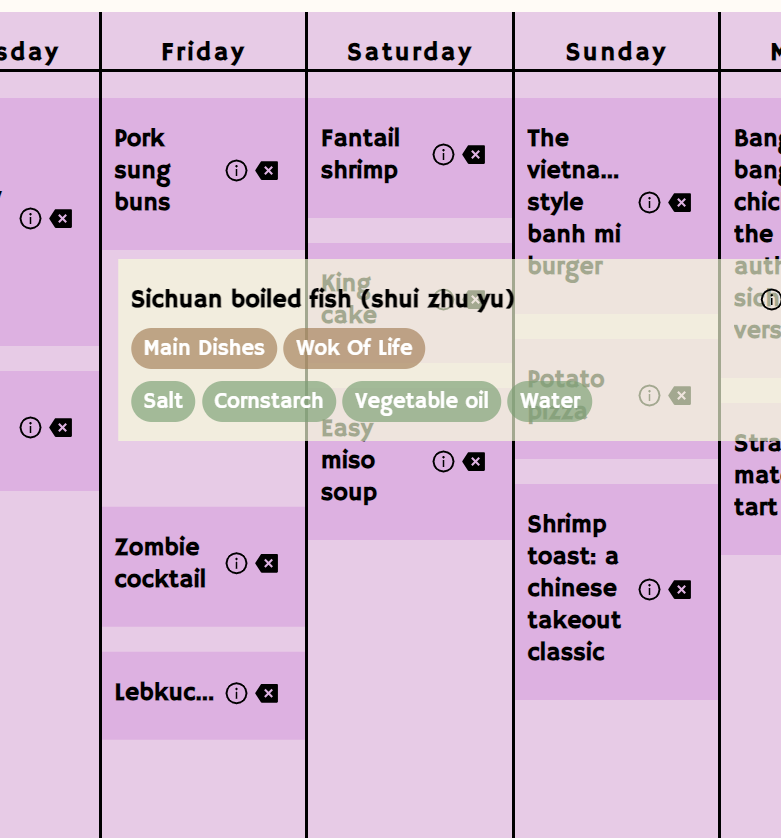 sday
Friday
Saturday
Sunday
M
Pork
sung
buns
Fantail
shrimp
The
vietna...
style
banh mi
burger
Bang
bang
chic
the
auth
sic
vers
King
cake
Sichuan boiled fish (shui zhu yu)
Main Dishes
Wok Of Life
Salt
Cornstarch
Vegetable oil
Water
Potato
pizza
Easy
miso
soup
Stra
mat
tart
Zombie
cocktail
Shrimp
toast: a
chinese
takeout
classic
Lebkuc...